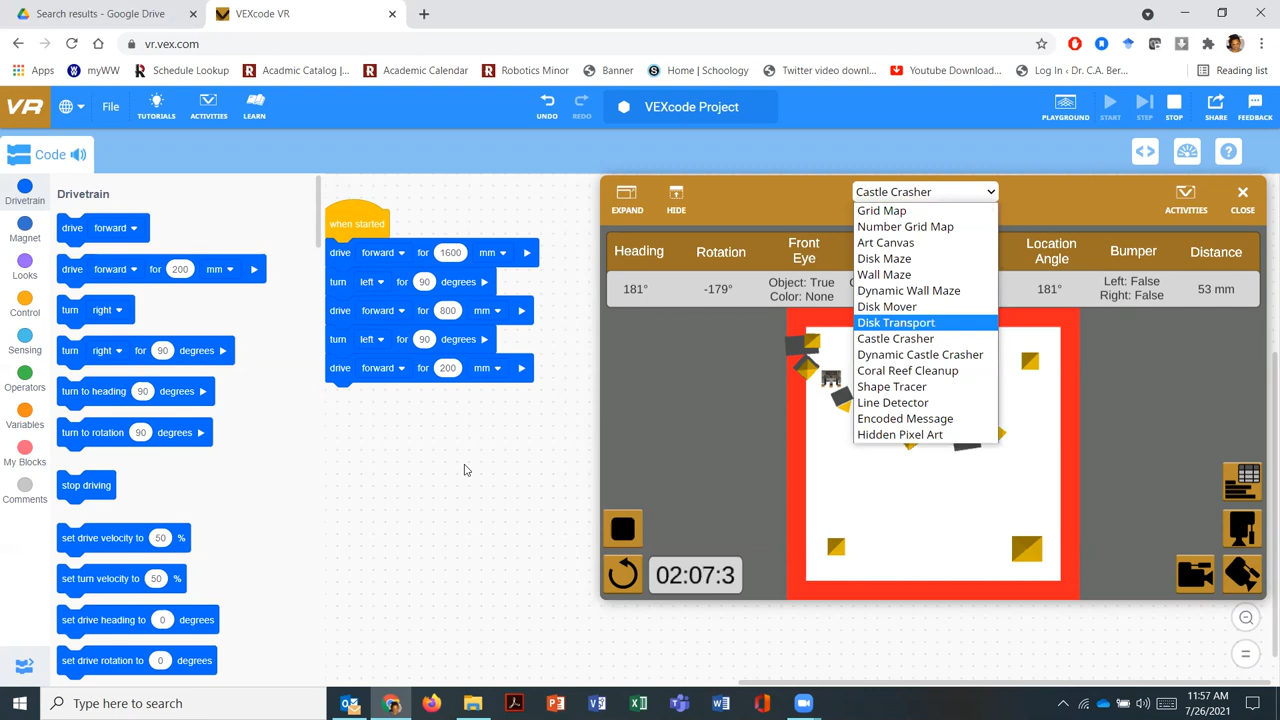 Search results - Google Drive
VEXcode VR
vr.vex.com
Apps
myWW
Schedule Lookup
Acadmic Catalog |...
Academic Calendar
Robotics Minor
Banner
Home | Schoology
Twitter video downl...
Youtube Download...
Log In ‹ Dr. C.A. Ber...
Reading list
VR
File
TUTORIALS
ACTIVITIES
LEARN
UNDO
REDO
VEXcode Project
PLAYGROUND
START
STEP
STOP
SHARE
FEEDBACK
Code
Drivetrain
Magnet
Looks
Control
Sensing
Operators
Variables
My Blocks
Comments
Drivetrain
drive forward
drive forward for 200 mm
turn right
turn right for 90 degrees
turn to heading 90 degrees
turn to rotation 90 degrees
stop driving
set drive velocity to 50 %
set turn velocity to 50 %
set drive heading to 0 degrees
set drive rotation to 0 degrees
when started
drive forward for 1600 mm
turn left for 90 degrees
drive forward for 800 mm
turn left for 90 degrees
drive forward for 200 mm
EXPAND
HIDE
Castle Crasher
ACTIVITIES
CLOSE
Grid Map
Number Grid Map
Art Canvas
Disk Maze
Wall Maze
Dynamic Wall Maze
Disk Mover
Disk Transport
Castle Crasher
Dynamic Castle Crasher
Coral Reef Cleanup
Shape Tracer
Line Detector
Encoded Message
Hidden Pixel Art
Heading
181°
Rotation
-179°
Front
Eye
Object: True
Color: None
Location
Angle
181°
Bumper
Left: False
Right: False
Distance
53 mm
02:07:3
Type here to search
11:57 AM
7/26/2021